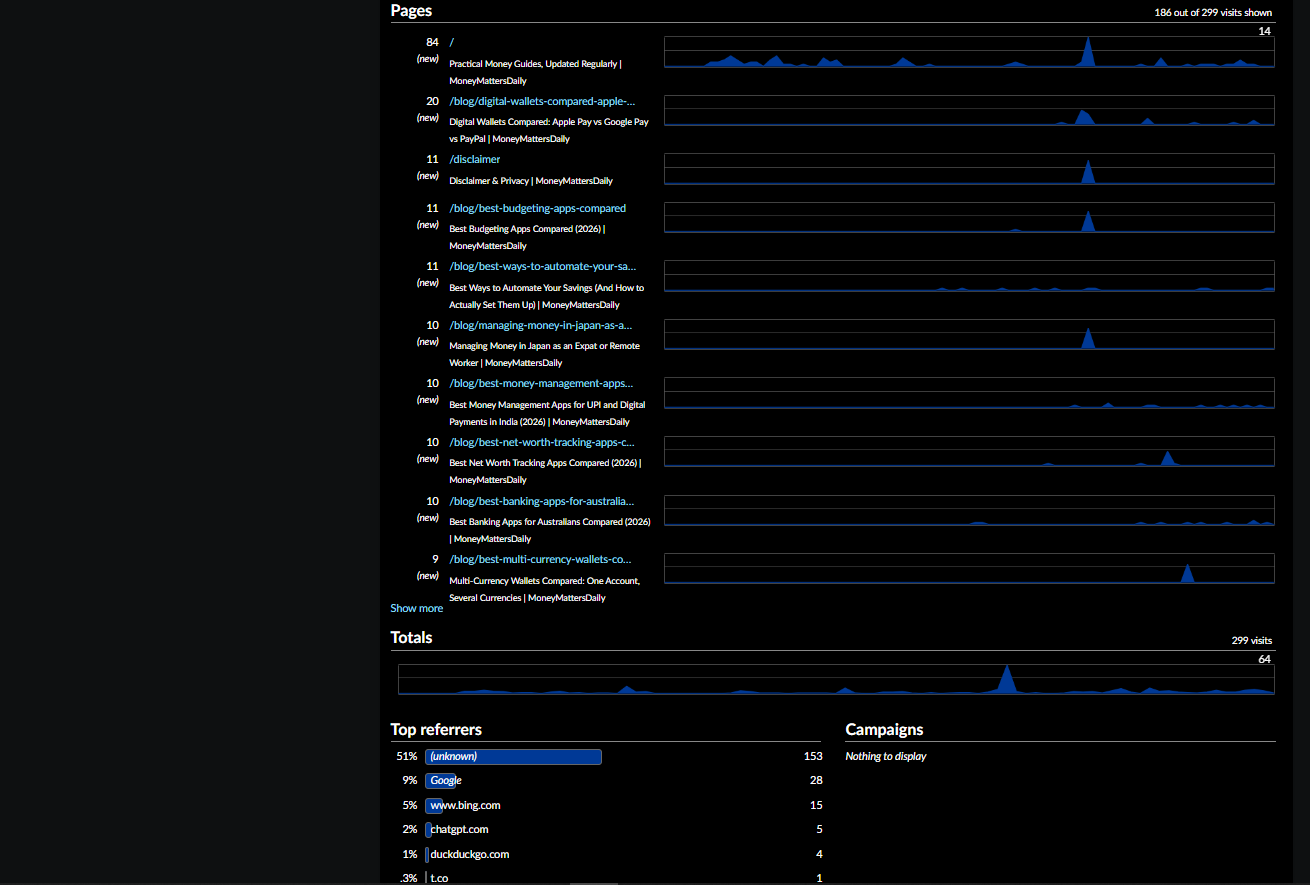 Pages
186 out of 299 visits shown
14
84 /
(new)
Practical Money Guides, Updated Regularly |
MoneyMattersDaily
20 /blog/digital-wallets-compared-apple-...
(new)
Digital Wallets Compared: Apple Pay vs Google Pay
vs PayPal | MoneyMattersDaily
11 /disclaimer
(new)
Disclaimer & Privacy | MoneyMattersDaily
11 /blog/best-budgeting-apps-compared
(new)
Best Budgeting Apps Compared (2026) |
MoneyMattersDaily
11 /blog/best-ways-to-automate-your-sa...
(new)
Best Ways to Automate Your Savings (And How to
Actually Set Them Up) | MoneyMattersDaily
10 /blog/managing-money-in-japan-as-a...
(new)
Managing Money in Japan as an Expat or Remote
Worker | MoneyMattersDaily
10 /blog/best-money-management-apps...
(new)
Best Money Management Apps for UPI and Digital
Payments in India (2026) | MoneyMattersDaily
10 /blog/best-net-worth-tracking-apps-c...
(new)
Best Net Worth Tracking Apps Compared (2026) |
MoneyMattersDaily
10 /blog/best-banking-apps-for-australia...
(new)
Best Banking Apps for Australians Compared (2026)
| MoneyMattersDaily
9 /blog/best-multi-currency-wallets-co...
(new)
Multi-Currency Wallets Compared: One Account,
Several Currencies | MoneyMattersDaily
Show more
Totals
299 visits
64
Top referrers
51% (unknown) 153
9% Google 28
5% www.bing.com 15
2% chatgpt.com 5
1% duckduckgo.com 4
.3% t.co 1
Campaigns
Nothing to display